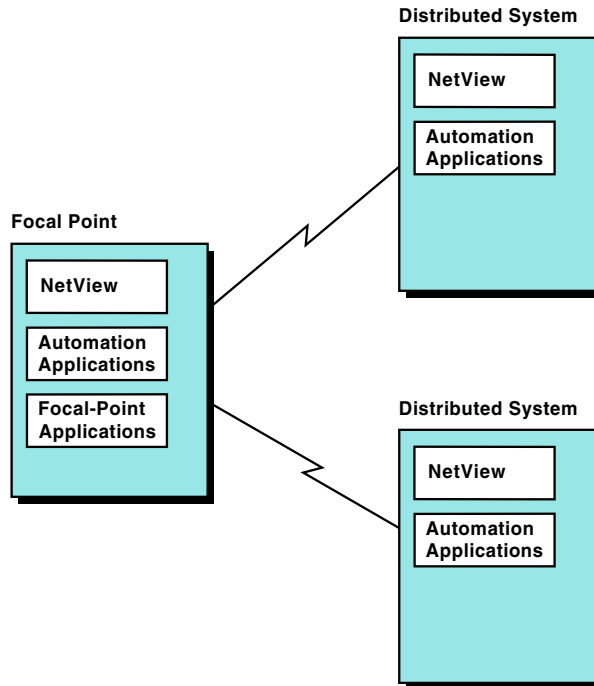 Distributed System
NetView
Automation
Applications
Focal Point
NetView
Automation
Applications
Focal-Point
Applications
Distributed System
NetView
Automation
Applications